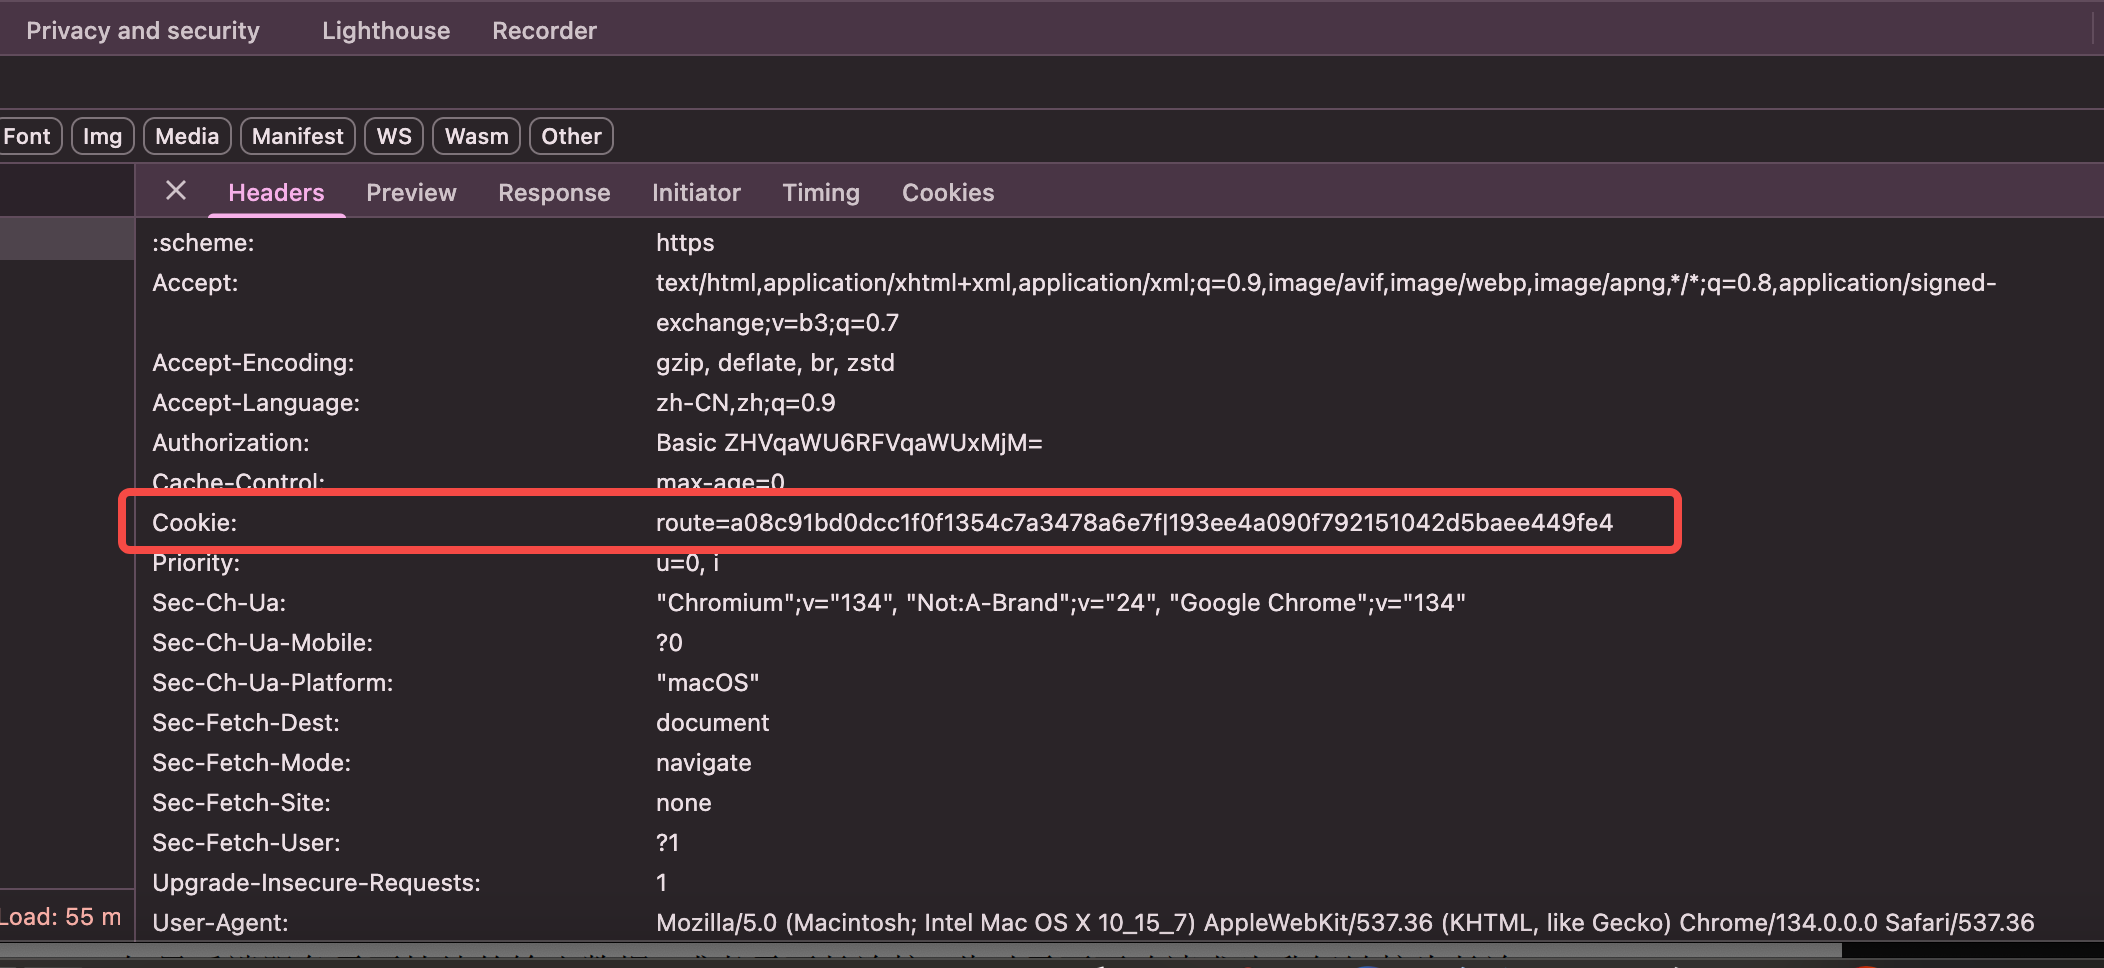 Privacy and security Lighthouse Recorder
Font Img Media Manifest WS Wasm Other
Headers Preview Response Initiator Timing Cookies
:scheme: https
Accept: text/html,application/xhtml+xml,application/xml;q=0.9,image/avif,image/webp,image/apng,*/*;q=0.8,application/signed-
exchange;v=b3;q=0.7
Accept-Encoding: gzip, deflate, br, zstd
Accept-Language: zh-CN,zh;q=0.9
Authorization: Basic ZHVqaWU6RFVqaWUxMjM=
Cache-Control: max-age=0
Cookie: route=a08c91bd0dcc1f0f1354c7a3478a6e7f|193ee4a090f792151042d5baee449fe4
Priority: u=0, i
Sec-Ch-Ua: "Chromium";v="134", "Not:A-Brand";v="24", "Google Chrome";v="134"
Sec-Ch-Ua-Mobile: ?0
Sec-Ch-Ua-Platform: "macOS"
Sec-Fetch-Dest: document
Sec-Fetch-Mode: navigate
Sec-Fetch-Site: none
Sec-Fetch-User: ?1
Upgrade-Insecure-Requests: 1
Load: 55 m
User-Agent: Mozilla/5.0 (Macintosh; Intel Mac OS X 10_15_7) AppleWebKit/537.36 (KHTML, like Gecko) Chrome/134.0.0.0 Safari/537.36